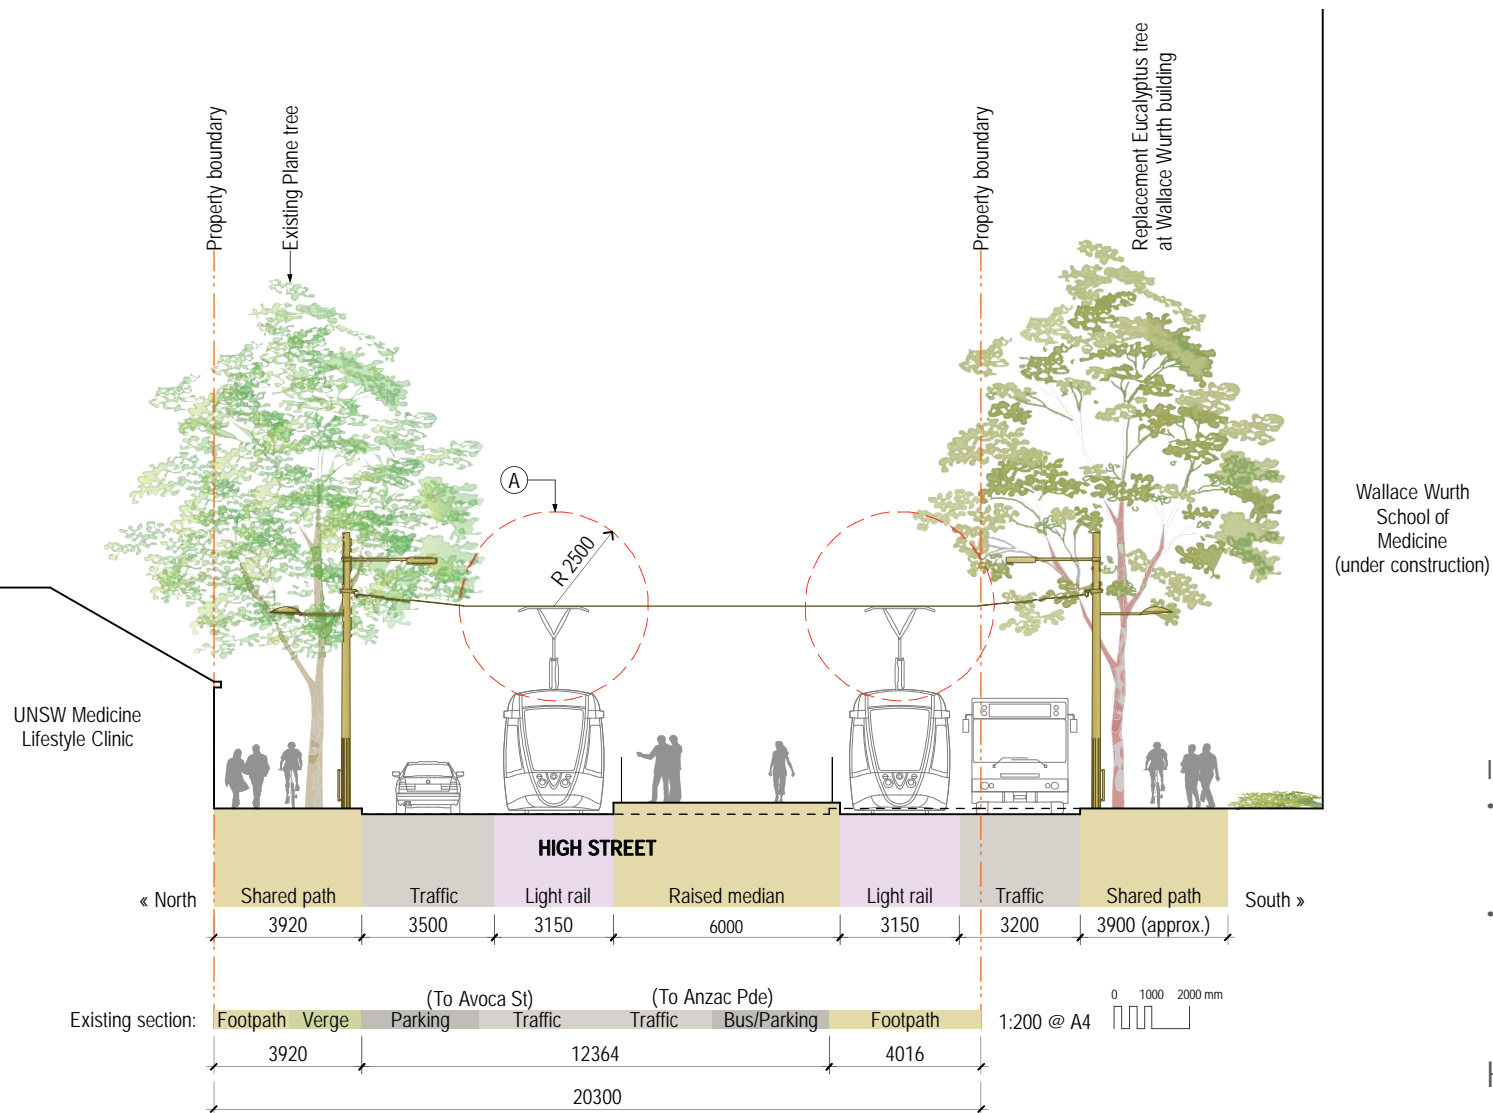 Property boundary
Existing Plane tree
Property boundary
Replacement Eucalyptus tree
at Wallace Wurth building
A
R 2500
Wallace Wurth
School of
Medicine
(under construction)
UNSW Medicine
Lifestyle Clinic
HIGH STREET
« North
Shared path
Traffic
Light rail
Raised median
Light rail
Traffic
Shared path
South »
3920
3500
3150
6000
3150
3200
3900 (approx.)
(To Avoca St)
(To Anzac Pde)
Existing section:
Footpath
Verge
Parking
Traffic
Traffic
Bus/Parking
Footpath
1:200 @ A4
0 1000 2000 mm
3920
12364
4016
20300